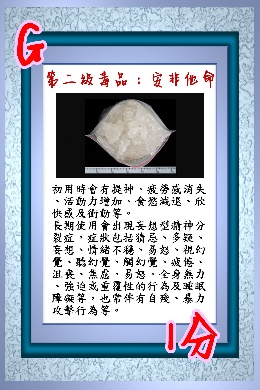 G
第二級毒品：安非他命
初用時會有提神、疲勞感消失
、活動力增加、食慾減退、欣
快感及衝動等。
長期使用會出現妄想型精神分
裂症，症狀包括猜忌、多疑、
妄想、情緒不穩、易怒、視幻
覺、聽幻覺、觸幻覺、疲倦、
沮喪、焦慮、易怒、全身無力
、強迫或重覆性的行為及睡眠
障礙等，也常伴有自殘、暴力
攻擊行為等。
1分